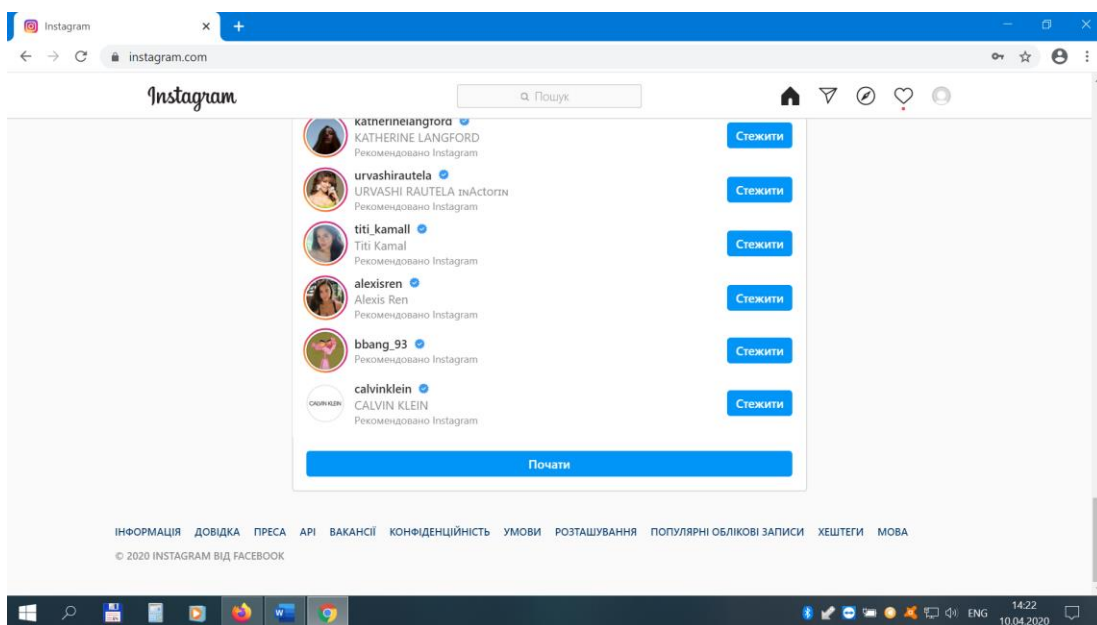 Instagram
instagram.com
Instagram
Пошук
katherinelangford
KATHERINE LANGFORD
Рекомендовано Instagram
Стежити
urvashirautela
URVASHI RAUTELA ɪɴActorɪɴ
Рекомендовано Instagram
Стежити
titi_kamall
Titi Kamal
Рекомендовано Instagram
Стежити
alexisren
Alexis Ren
Рекомендовано Instagram
Стежити
bbang_93
Рекомендовано Instagram
Стежити
CALVIN KLEIN
calvinklein
CALVIN KLEIN
Рекомендовано Instagram
Стежити
Почати
ІНФОРМАЦІЯ ДОВІДКА ПРЕСА API ВАКАНСІЇ КОНФІДЕНЦІЙНІСТЬ УМОВИ РОЗТАШУВАННЯ ПОПУЛЯРНІ ОБЛІКОВІ ЗАПИСИ ХЕШТЕГИ МОВА
© 2020 INSTAGRAM ВІД FACEBOOK
ENG
14:22
10.04.2020